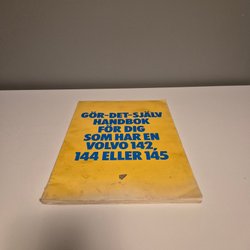 GÖR-DET-SJÄLV
HANDBOK
FÖR DIG
SOM HAR EN
VOLVO 142,
144 ELLER 145